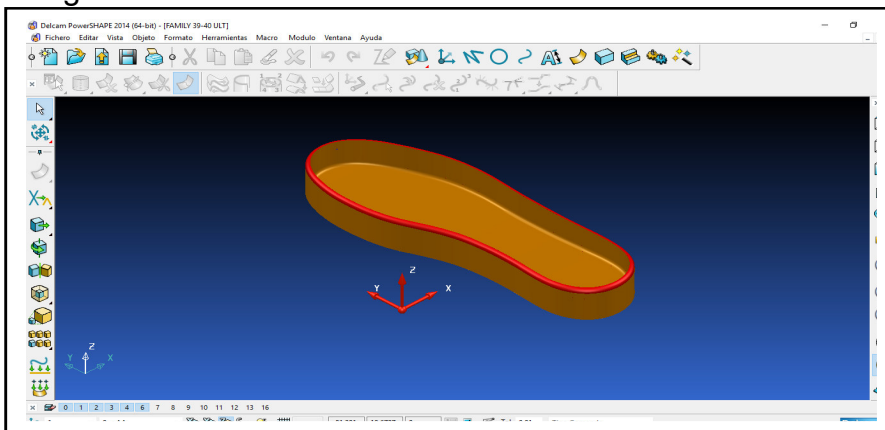 Delcam PowerSHAPE 2014 (64-bit) - [FAMILY 39-40 ULT]
Fichero Editar Vista Objeto Formato Herramientas Macro Modulo Ventana Ayuda
Z
Y X
Z
Y X
0 1 2 3 4 6 7 8 9 10 11 12 13 16